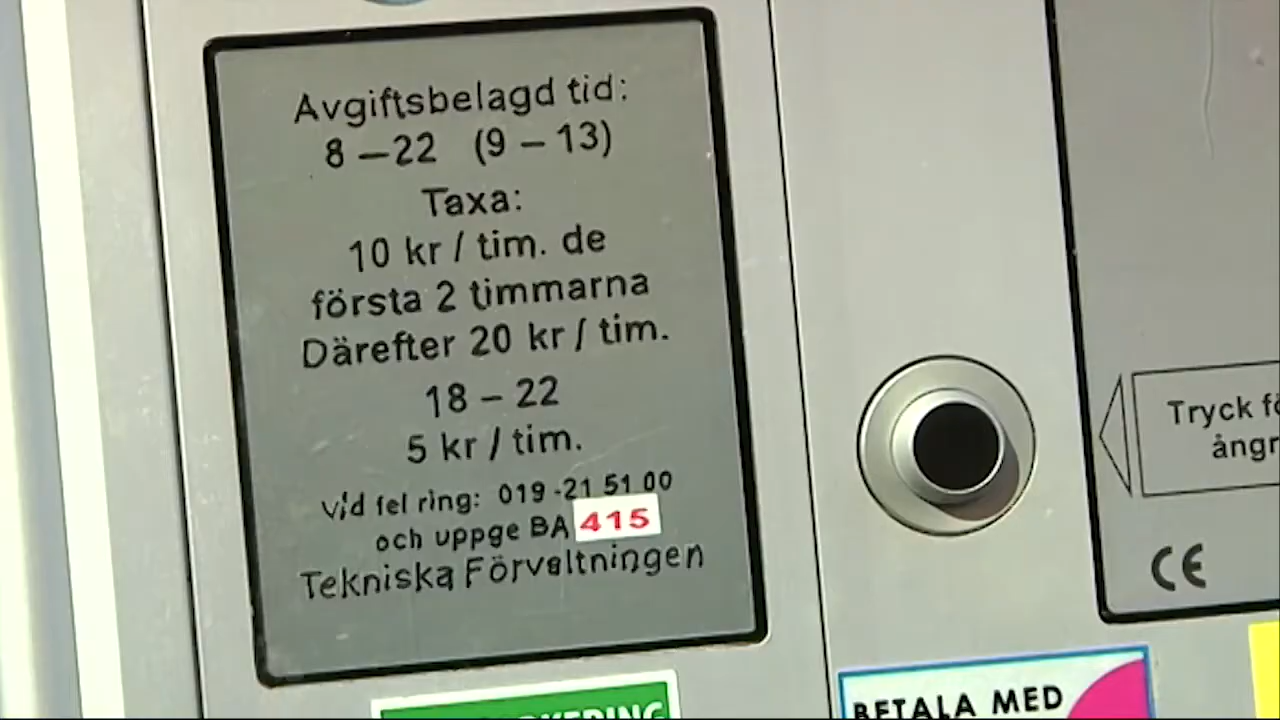 Avgiftsbelagd tid:
8 – 22 (9 – 13)
Taxa:
10 kr / tim. de
första 2 timmarna
Därefter 20 kr / tim.
18 – 22
5 kr / tim.
Vid fel ring: 019 - 21 51 00
och uppge BA 415
Tekniska Förvaltningen
Tryck
CE
BETALA MED